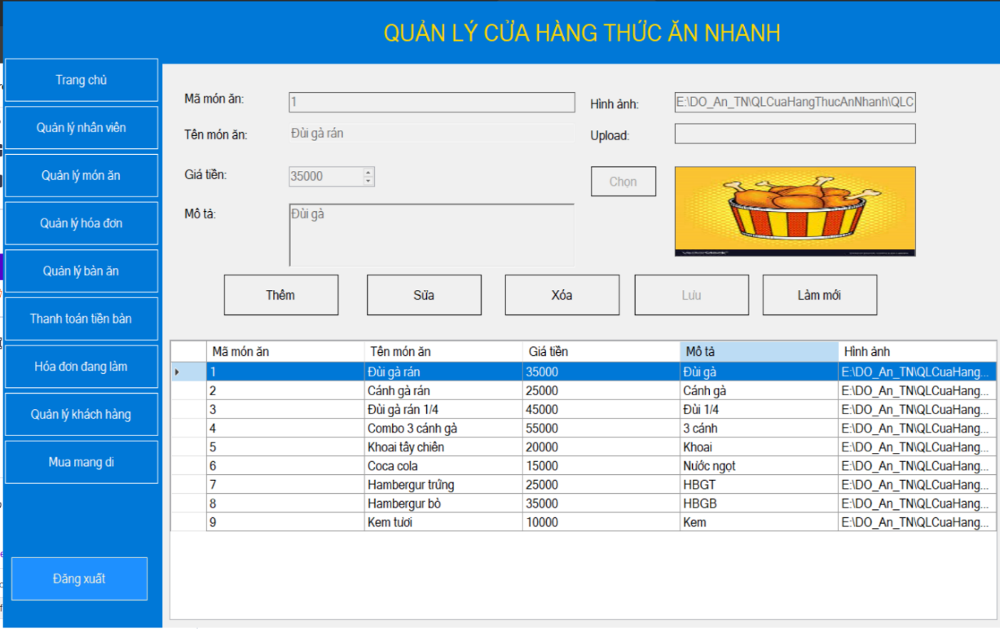 QUẢN LÝ CỬA HÀNG THỨC ĂN NHANH
Trang chủ
Quản lý nhân viên
Quản lý món ăn
Quản lý hóa đơn
Quản lý bàn ăn
Thanh toán tiền bàn
Hóa đơn đang làm
Quản lý khách hàng
Mua mang di
Đăng xuất
Mã món ăn: 1
Tên món ăn: Đùi gà rán
Giá tiền: 35000
Mô tả: Đùi gà
Hình ảnh: E:\DO_An_TN\QLCuaHangThucAnNhanh\QLC
Upload:
Chọn
VectorStock
Thêm Sửa Xóa Lưu Làm mới
Mã món ăn Tên món ăn Giá tiền Mô tả Hình ảnh
1 Đùi gà rán 35000 Đùi gà E:\DO_An_TN\QLCuaHang...
2 Cánh gà rán 25000 Cánh gà E:\DO_An_TN\QLCuaHang...
3 Đùi gà rán 1/4 45000 Đùi 1/4 E:\DO_An_TN\QLCuaHang...
4 Combo 3 cánh gà 55000 3 cánh E:\DO_An_TN\QLCuaHang...
5 Khoai tây chiên 20000 Khoai E:\DO_An_TN\QLCuaHang...
6 Coca cola 15000 Nước ngọt E:\DO_An_TN\QLCuaHang...
7 Hambergur trứng 25000 HBGT E:\DO_An_TN\QLCuaHang...
8 Hambergur bò 35000 HBGB E:\DO_An_TN\QLCuaHang...
9 Kem tươi 10000 Kem E:\DO_An_TN\QLCuaHang...